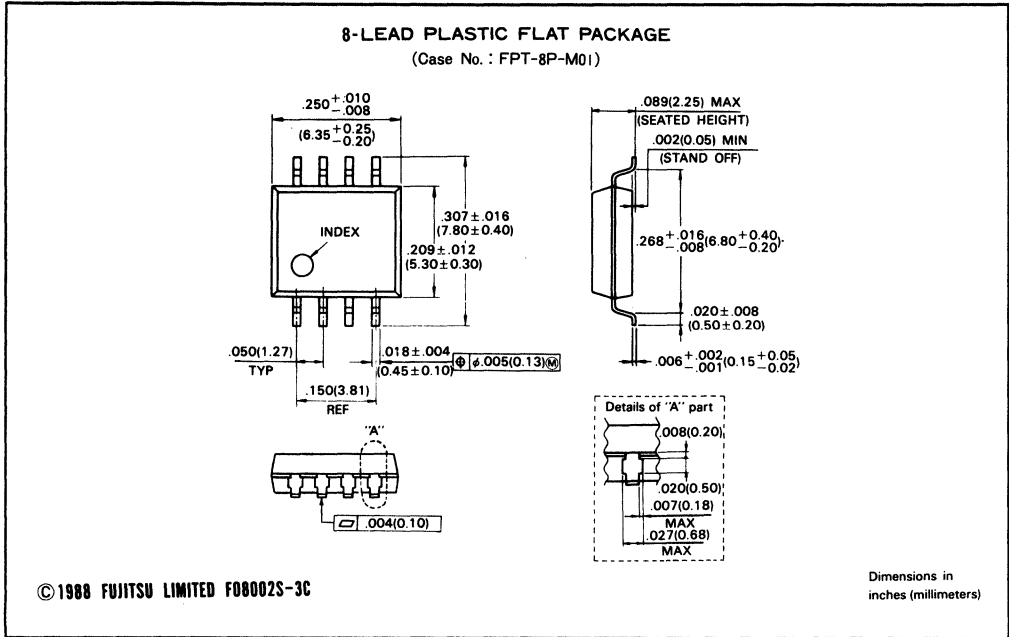 8-LEAD PLASTIC FLAT PACKAGE
(Case No. : FPT-8P-M01)
.250 +.010 -.008
(6.35 +0.25 -0.20)
INDEX
.307±.016
(7.80±0.40)
.209±.012
(5.30±0.30)
.050(1.27)
TYP
.018±.004
(0.45±0.10)
⌖ φ.005(0.13)Ⓜ
.150(3.81)
REF
.089(2.25) MAX
(SEATED HEIGHT)
.002(0.05) MIN
(STAND OFF)
.268 +.016 -.008 (6.80 +0.40 -0.20)
.020±.008
(0.50±0.20)
.006 +.002 -.001 (0.15 +0.05 -0.02)
"A"
⏥ .004(0.10)
Details of "A" part
.008(0.20)
.020(0.50)
.007(0.18)
MAX
.027(0.68)
MAX
©1988 FUJITSU LIMITED F08002S-3C
Dimensions in
inches (millimeters)